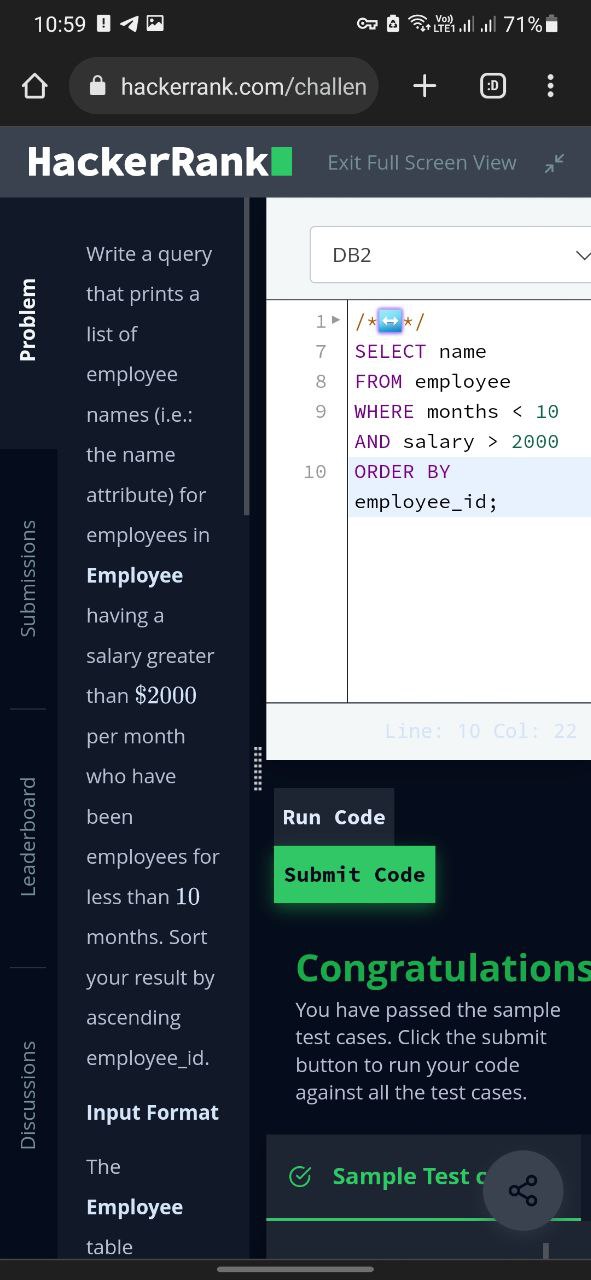 10:59
Vo))
LTE1
71%
hackerrank.com/challen
:D
HackerRank
Exit Full Screen View
Problem
Submissions
Leaderboard
Discussions
Write a query
that prints a
list of
employee
names (i.e.:
the name
attribute) for
employees in
Employee
having a
salary greater
than $2000
per month
who have
been
employees for
less than 10
months. Sort
your result by
ascending
employee_id.
Input Format
The
Employee
table
DB2
1 /*↔*/
7 SELECT name
8 FROM employee
9 WHERE months < 10
AND salary > 2000
10 ORDER BY
employee_id;
Line: 10 Col: 22
Run Code
Submit Code
Congratulations
You have passed the sample
test cases. Click the submit
button to run your code
against all the test cases.
Sample Test c